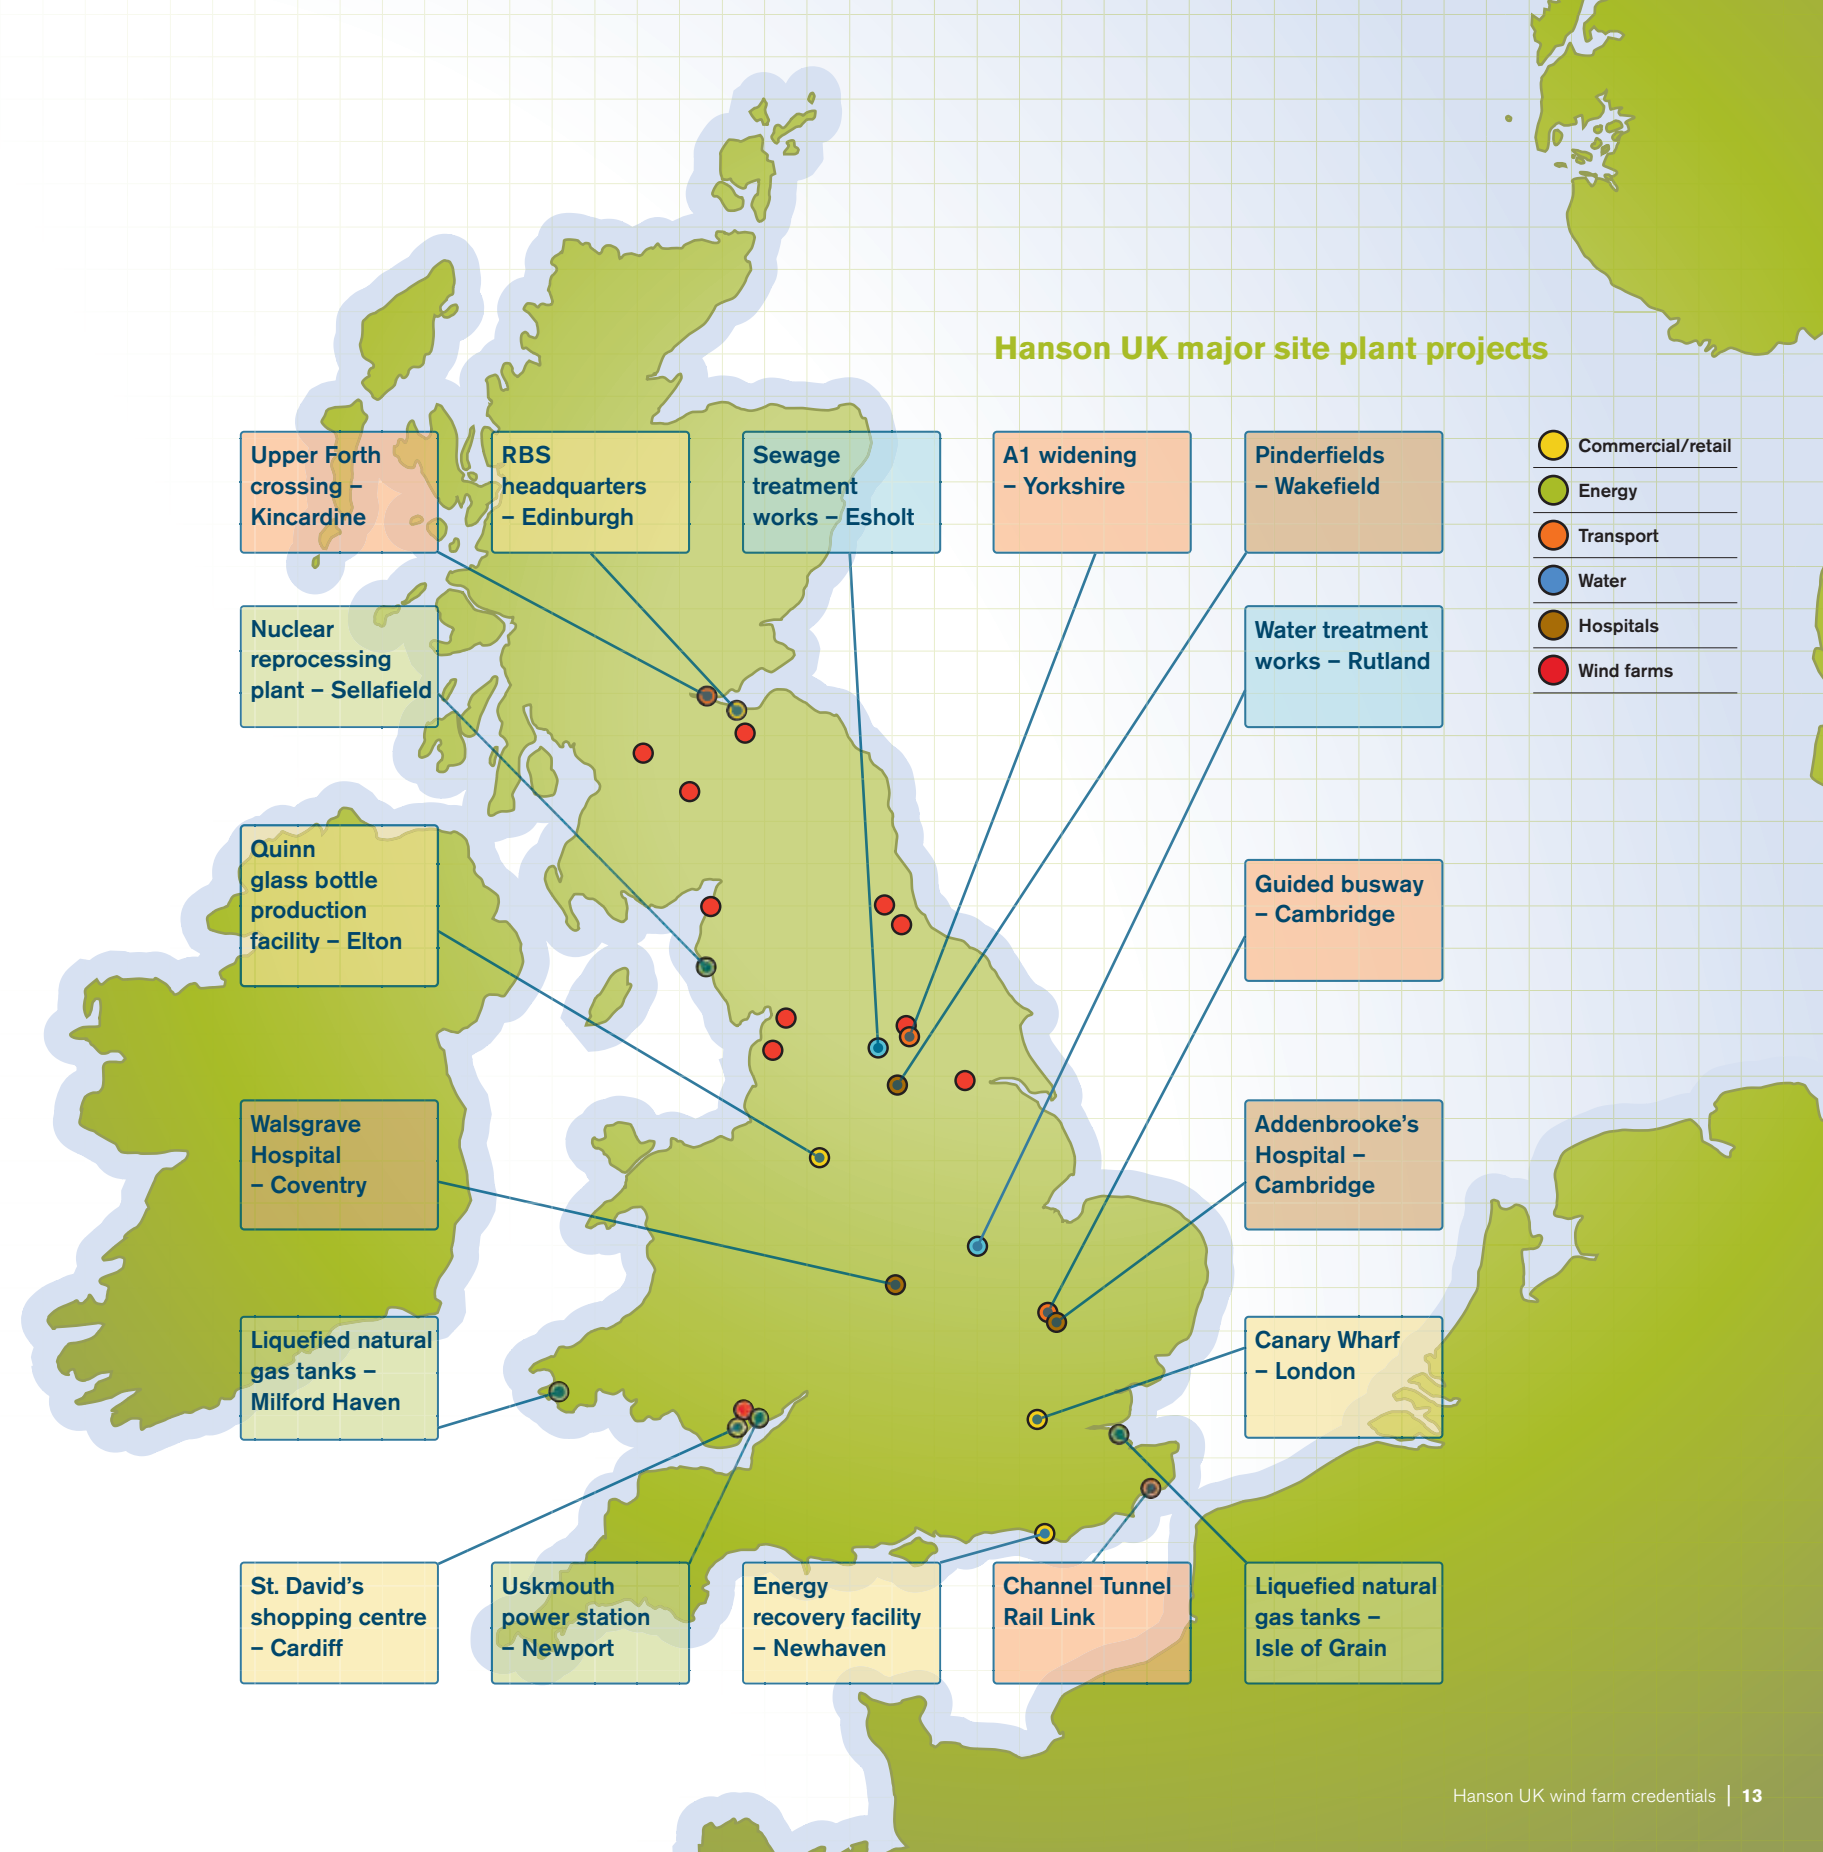 Hanson UK major site plant projects
Upper Forth
crossing –
Kincardine
RBS
headquarters
– Edinburgh
Sewage
treatment
works – Esholt
A1 widening
– Yorkshire
Pinderfields
– Wakefield
Commercial/retail
Energy
Transport
Water
Hospitals
Wind farms
Nuclear
reprocessing
plant – Sellafield
Water treatment
works – Rutland
Quinn
glass bottle
production
facility – Elton
Guided busway
– Cambridge
Walsgrave
Hospital
– Coventry
Addenbrooke’s
Hospital –
Cambridge
Liquefied natural
gas tanks –
Milford Haven
Canary Wharf
– London
St. David’s
shopping centre
– Cardiff
Uskmouth
power station
– Newport
Energy
recovery facility
– Newhaven
Channel Tunnel
Rail Link
Liquefied natural
gas tanks –
Isle of Grain
Hanson UK wind farm credentials | 13